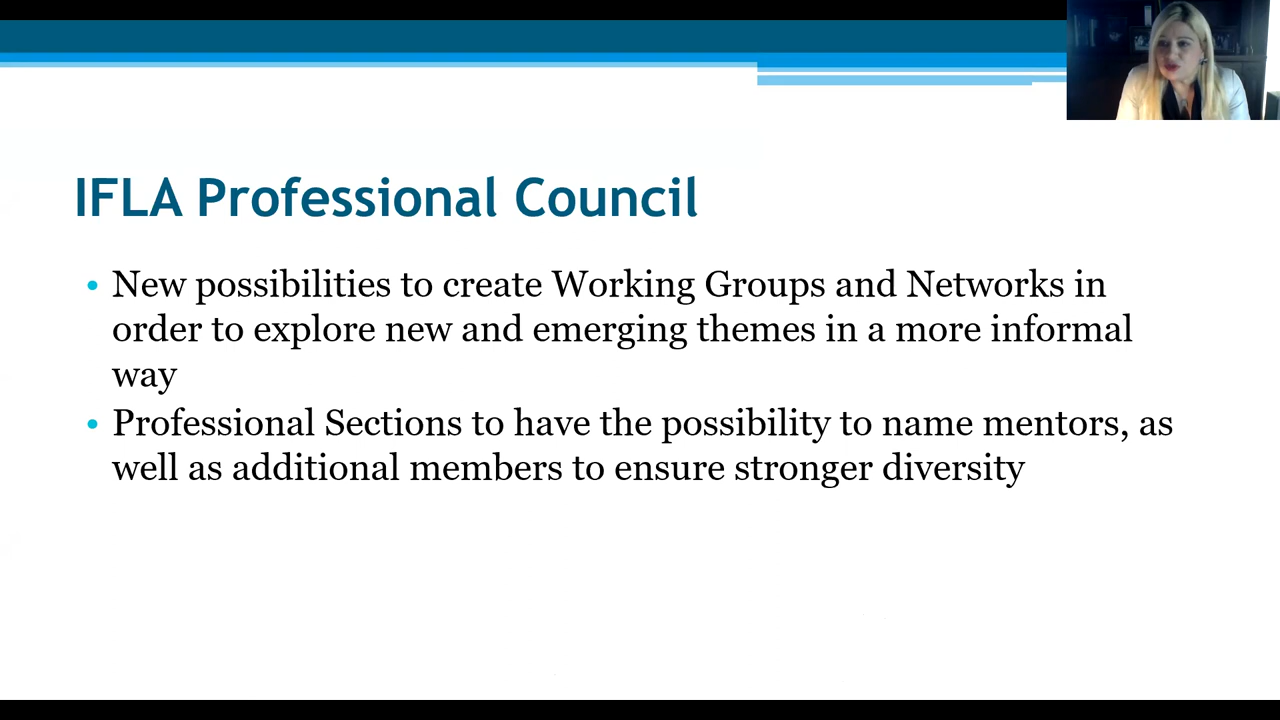 IFLA Professional Council
• New possibilities to create Working Groups and Networks in
order to explore new and emerging themes in a more informal
way
• Professional Sections to have the possibility to name mentors, as
well as additional members to ensure stronger diversity